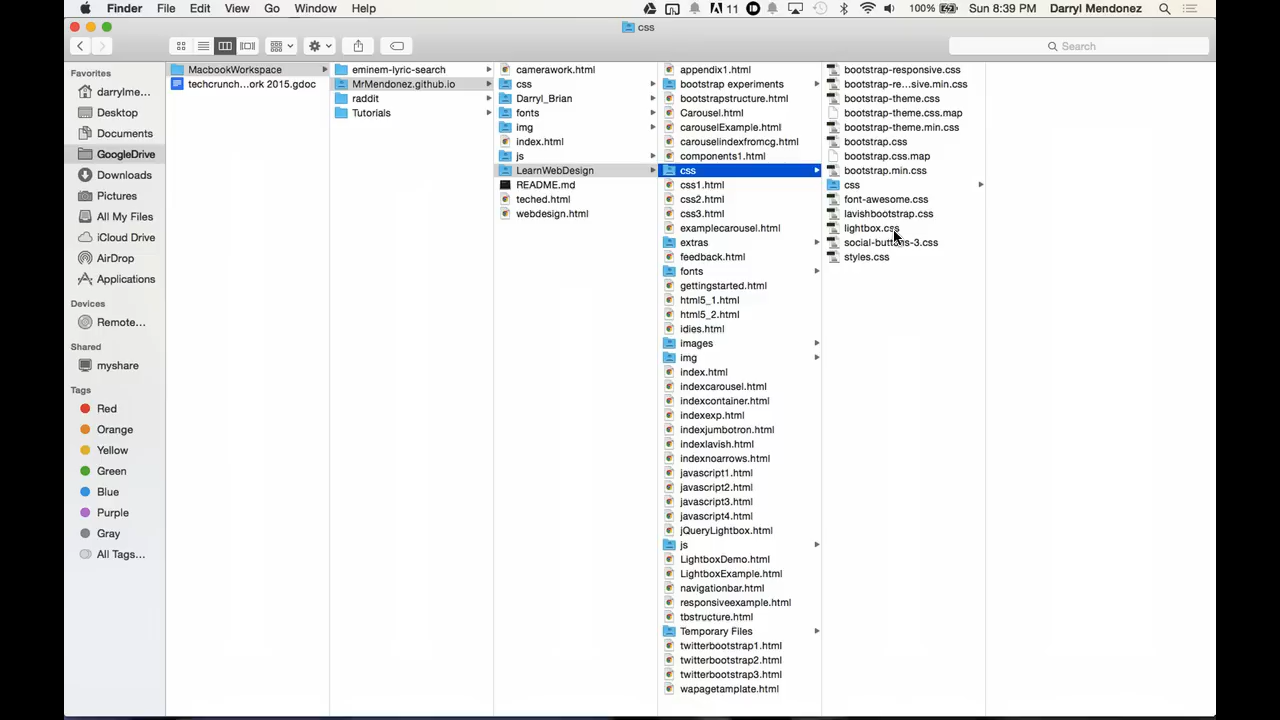 Finder File Edit View Go Window Help 11 100% Sun 8:39 PM Darryl Mendonez
css
Search
Favorites
darrylme...
Desktop
Documents
GoogleDrive
Downloads
Pictures
All My Files
iCloud Drive
AirDrop
Applications
Devices
Remote...
Shared
myshare
Tags
Red
Orange
Yellow
Green
Blue
Purple
Gray
All Tags...
MacbookWorkspace
techcrunch...ork 2015.gdoc
eminem-lyric-search
MrMendonez.github.io
raddit
Tutorials
camerawork.html
css
Darryl_Brian
fonts
img
index.html
js
LearnWebDesign
README.md
teched.html
webdesign.html
appendix1.html
bootstrap experiments
bootstrapstructure.html
Carousel.html
carouselExample.html
carouselindexfromcg.html
components1.html
css
css1.html
css2.html
css3.html
examplecarousel.html
extras
feedback.html
fonts
gettingstarted.html
html5_1.html
html5_2.html
idies.html
images
img
index.html
indexcarousel.html
indexcontainer.html
indexexp.html
indexjumbotron.html
indexlavish.html
indexnoarrows.html
javascript1.html
javascript2.html
javascript3.html
javascript4.html
jQueryLightbox.html
js
LightboxDemo.html
LightboxExample.html
navigationbar.html
responsiveexample.html
tbstructure.html
Temporary Files
twitterbootstrap1.html
twitterbootstrap2.html
twitterbootstrap3.html
wapagetamplate.html
bootstrap-responsive.css
bootstrap-re...sive.min.css
bootstrap-theme.css
bootstrap-theme.css.map
bootstrap-theme.min.css
bootstrap.css
bootstrap.css.map
bootstrap.min.css
css
font-awesome.css
lavishbootstrap.css
lightbox.css
social-buttons-3.css
styles.css